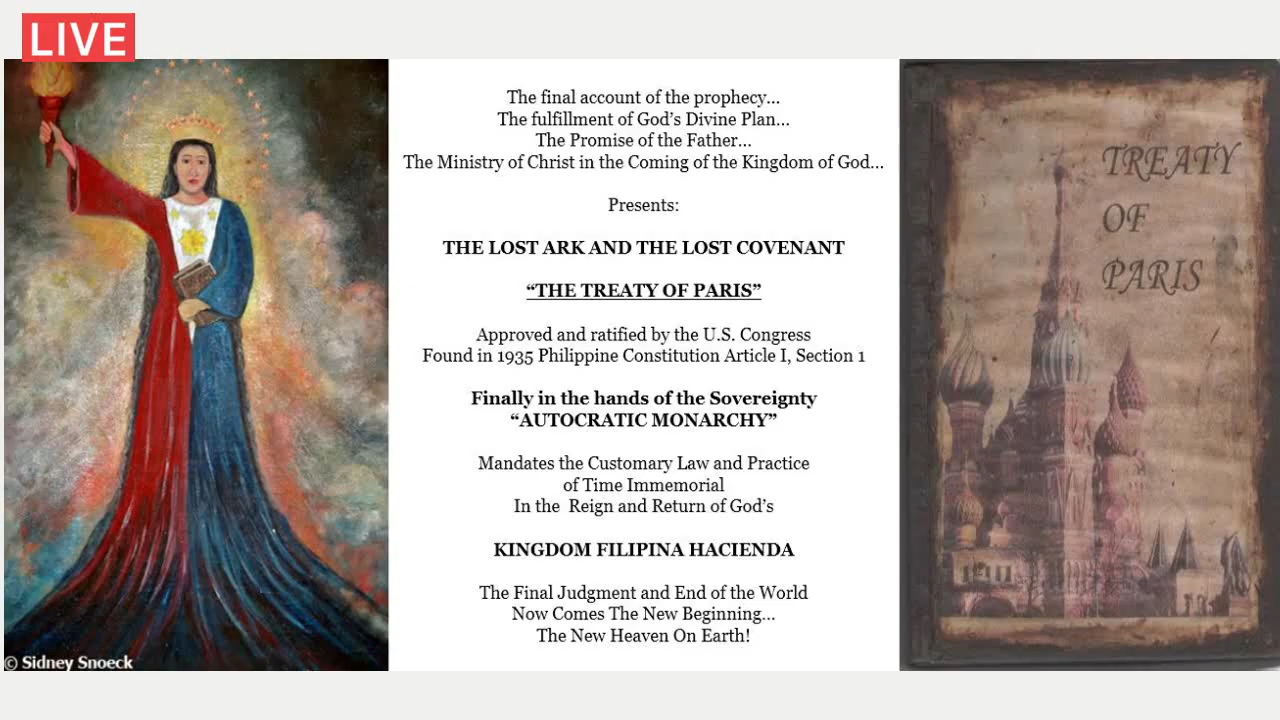 LIVE
The final account of the prophecy...
The fulfillment of God's Divine Plan...
The Promise of the Father...
The Ministry of Christ in the Coming of the Kingdom of God...
Presents:
THE LOST ARK AND THE LOST COVENANT
“THE TREATY OF PARIS”
Approved and ratified by the U.S. Congress
Found in 1935 Philippine Constitution Article I, Section 1
Finally in the hands of the Sovereignty
“AUTOCRATIC MONARCHY”
Mandates the Customary Law and Practice
of Time Immemorial
In the  Reign and Return of God's
KINGDOM FILIPINA HACIENDA
The Final Judgment and End of the World
Now Comes The New Beginning...
The New Heaven On Earth!
TREATY
OF
PARIS
© Sidney Snoeck